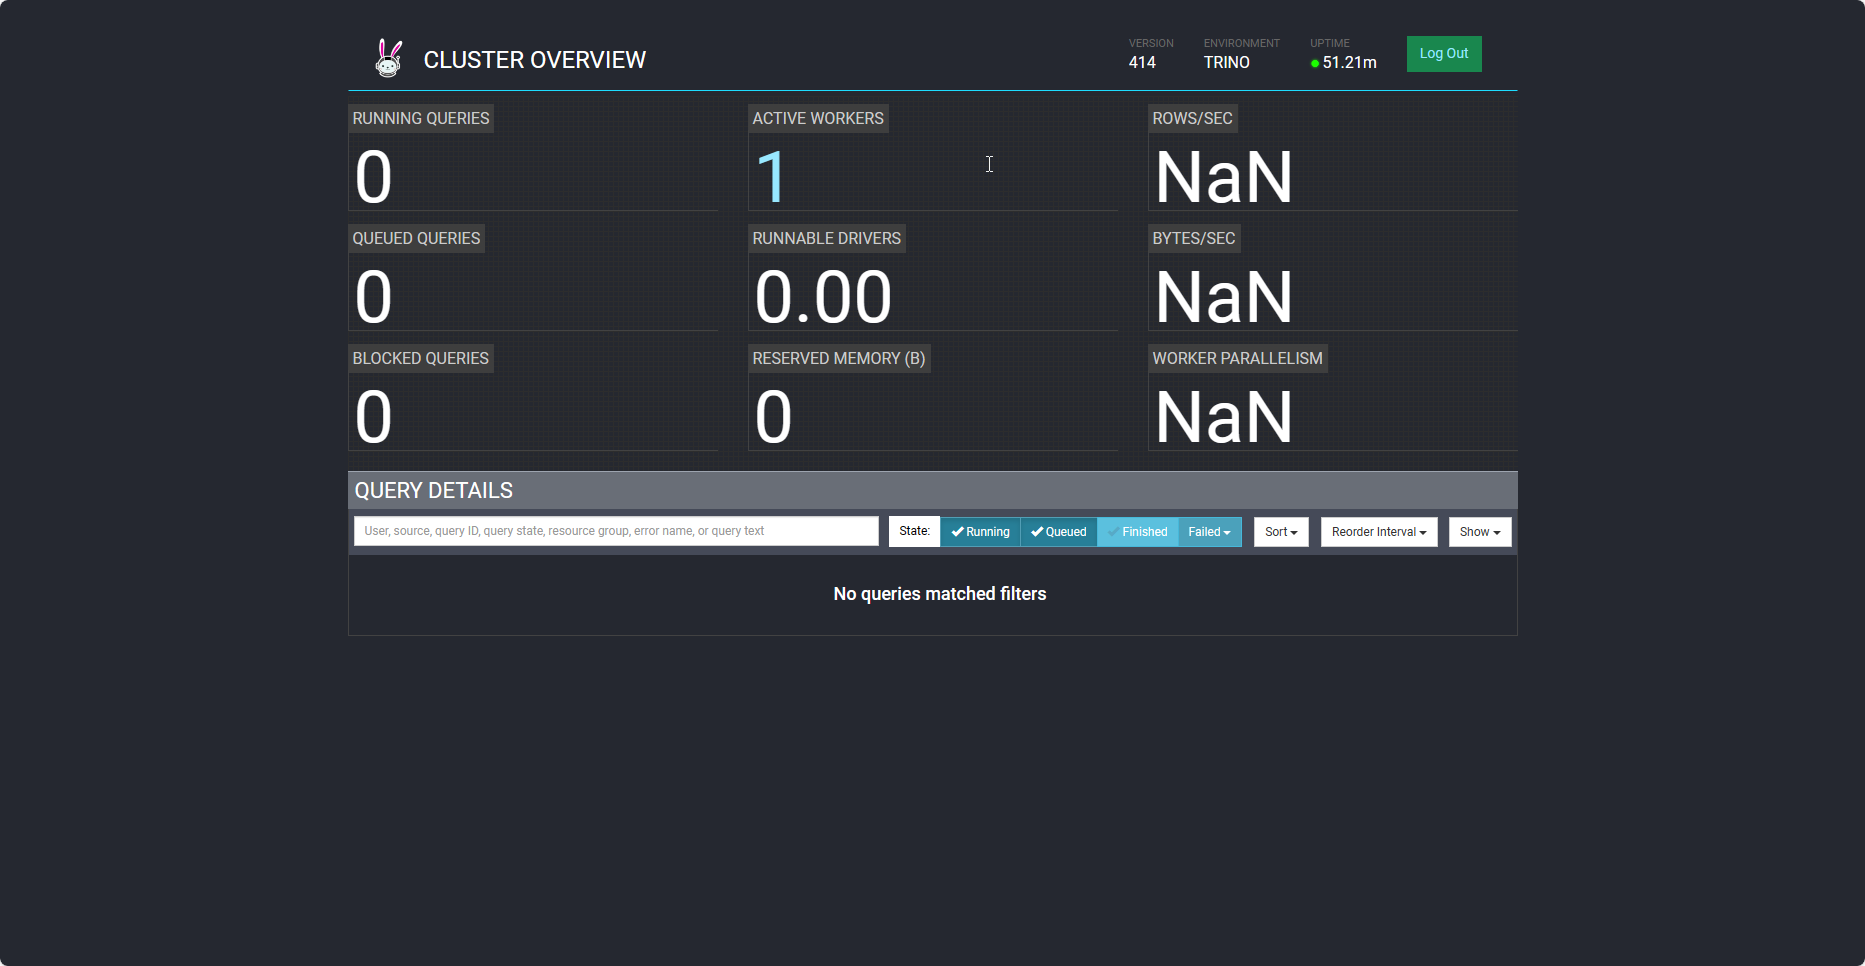 CLUSTER OVERVIEW
VERSION
414
ENVIRONMENT
TRINO
UPTIME
51.21m
Log Out
RUNNING QUERIES
0
ACTIVE WORKERS
1
ROWS/SEC
NaN
QUEUED QUERIES
0
RUNNABLE DRIVERS
0.00
BYTES/SEC
NaN
BLOCKED QUERIES
0
RESERVED MEMORY (B)
0
WORKER PARALLELISM
NaN
QUERY DETAILS
User, source, query ID, query state, resource group, error name, or query text
State: Running Queued Finished Failed Sort Reorder Interval Show
No queries matched filters